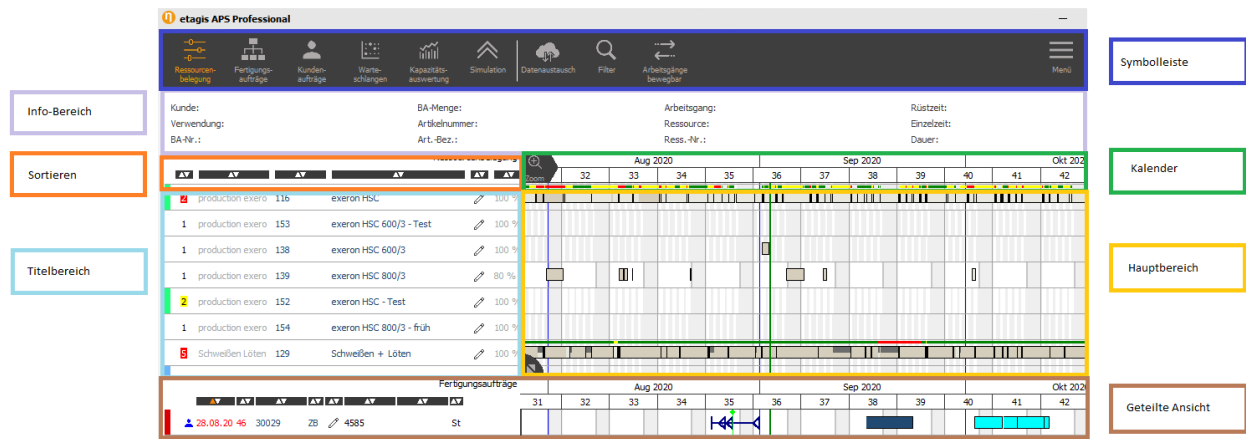 etagis APS Professional
Ressourcen-
belegung
Fertigungs-
aufträge
Kunden-
aufträge
Warte-
schlangen
Kapazitäts-
auswertung
Simulation
Datenaustausch
Filter
Arbeitsgänge
bewegbar
Menü
Symbolleiste
Info-Bereich
Kunde: BA-Menge: Arbeitsgang: Rüstzeit:
Verwendung: Artikelnummer: Ressource: Einzelzeit:
BA-Nr.: Art.-Bez.: Ress.-Nr.: Dauer:
Sortieren
Zoom
Aug 2020 Sep 2020 Okt 202
32 33 34 35 36 37 38 39 40 41 42
Kalender
2 production exero 116 exeron HSC 100 %
1 production exero 153 exeron HSC 600/3 - Test 100 %
1 production exero 138 exeron HSC 600/3 100 %
Titelbereich
Hauptbereich
1 production exero 139 exeron HSC 800/3 80 %
2 production exero 152 exeron HSC - Test 100 %
1 production exero 154 exeron HSC 800/3 - früh 100 %
5 Schweißen Löten 129 Schweißen + Löten 100 %
Fertigungsaufträge
Aug 2020 Sep 2020 Okt 2020
31 32 33 34 35 36 37 38 39 40 41 42
Geteilte Ansicht
28.08.20 46 30029 ZB 4585 St